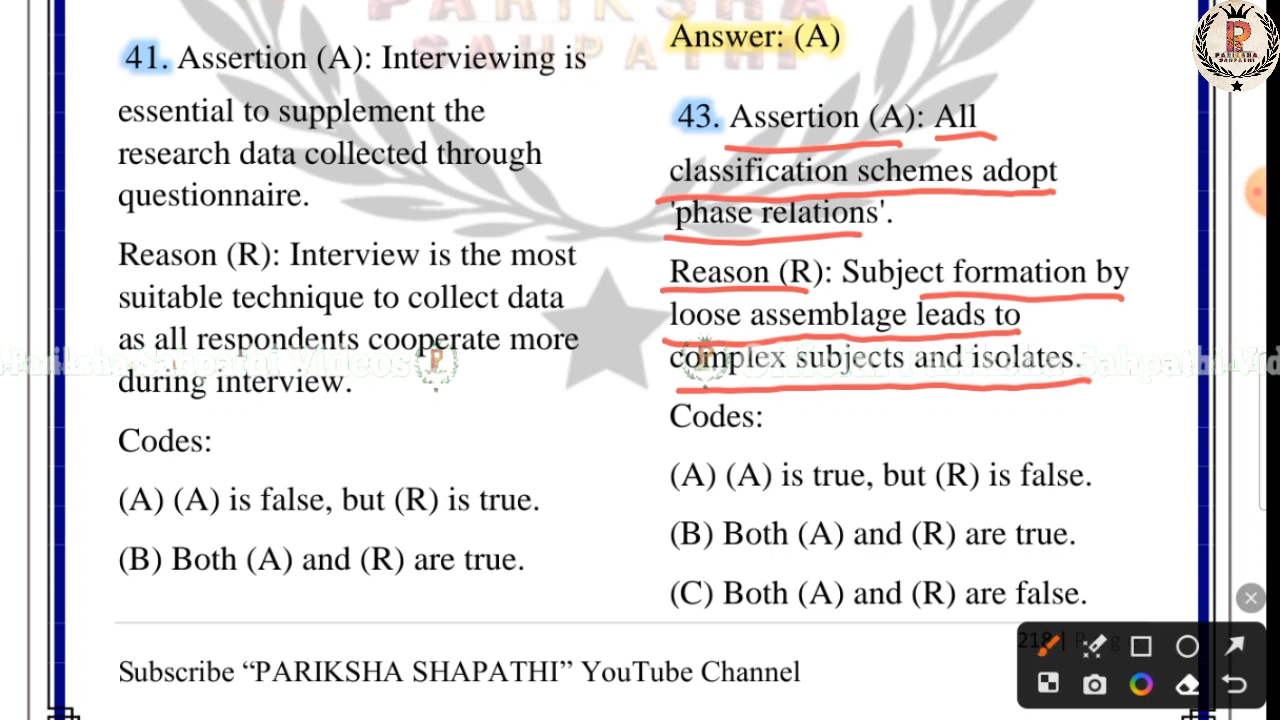 PARIKSHA
SAHPATHI
41. Assertion (A): Interviewing is
essential to supplement the
research data collected through
questionnaire.
Reason (R): Interview is the most
suitable technique to collect data
as all respondents cooperate more
during interview.
Codes:
(A) (A) is false, but (R) is true.
(B) Both (A) and (R) are true.
Answer: (A)
43. Assertion (A): All
classification schemes adopt
'phase relations'.
Reason (R): Subject formation by
loose assemblage leads to
complex subjects and isolates.
Codes:
(A) (A) is true, but (R) is false.
(B) Both (A) and (R) are true.
(C) Both (A) and (R) are false.
Subscribe “PARIKSHA SHAPATHI” YouTube Channel
PARIKSHA